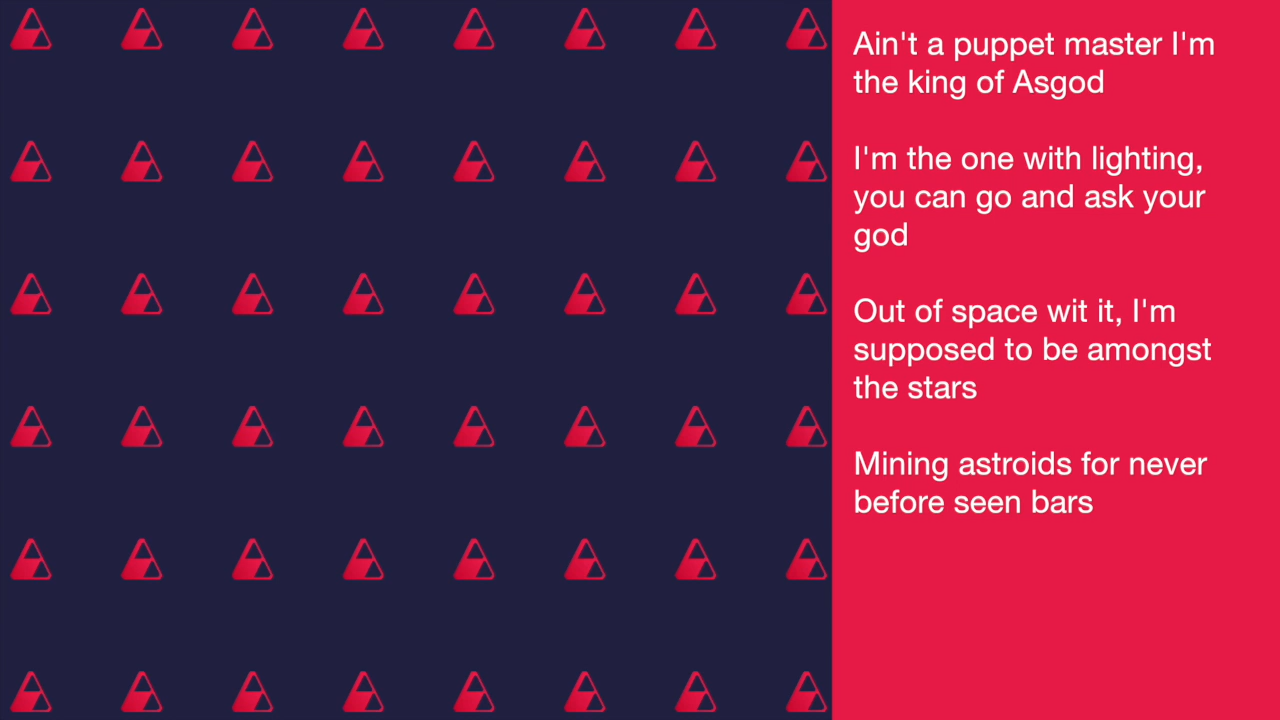 Ain't a puppet master I'm
the king of Asgod
I'm the one with lighting,
you can go and ask your
god
Out of space wit it, I'm
supposed to be amongst
the stars
Mining astroids for never
before seen bars